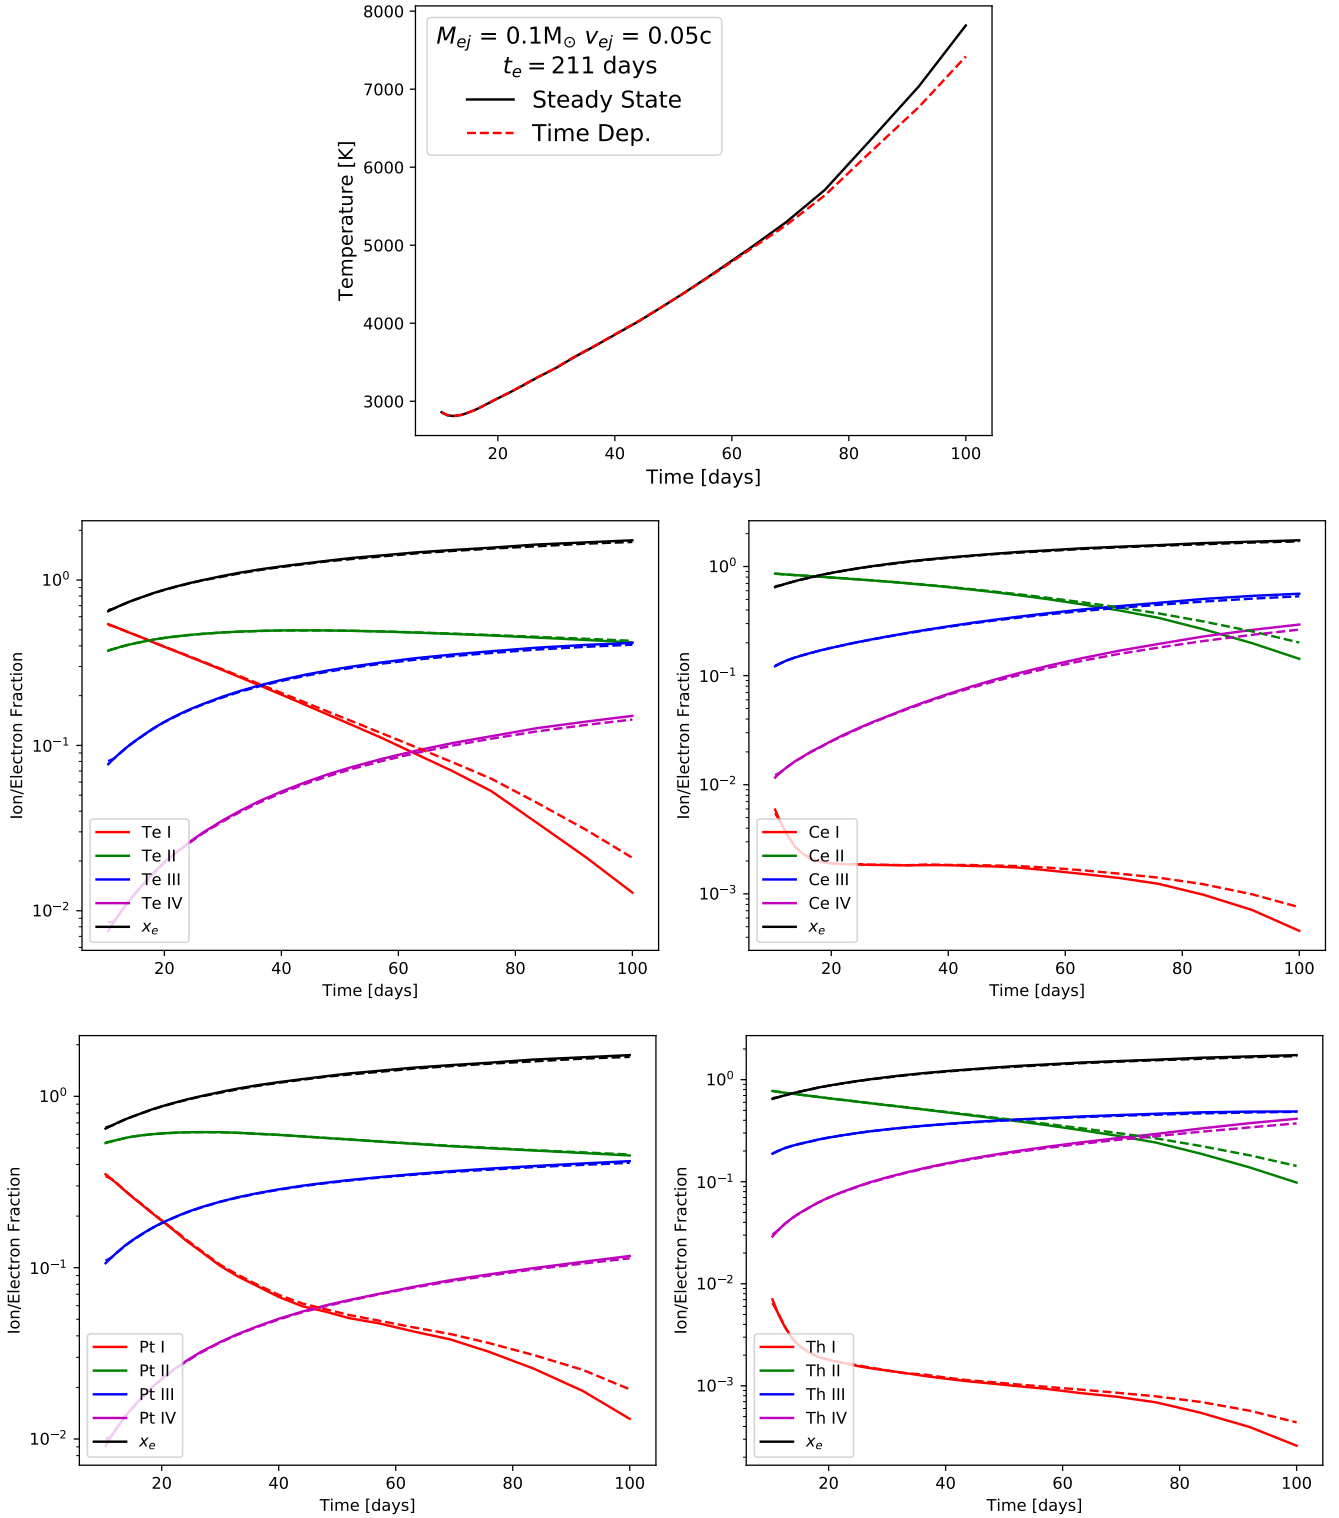 8000
7000
6000
5000
4000
3000
Temperature [K]
M_ej = 0.1M_⊙ v_ej = 0.05c
t_e = 211 days
Steady State
Time Dep.
20 40 60 80 100
Time [days]
10^0
10^-1
10^-2
Ion/Electron Fraction
Te I
Te II
Te III
Te IV
x_e
20 40 60 80 100
Time [days]
10^0
10^-1
10^-2
10^-3
Ion/Electron Fraction
Ce I
Ce II
Ce III
Ce IV
x_e
20 40 60 80 100
Time [days]
10^0
10^-1
10^-2
Ion/Electron Fraction
Pt I
Pt II
Pt III
Pt IV
x_e
20 40 60 80 100
Time [days]
10^0
10^-1
10^-2
10^-3
Ion/Electron Fraction
Th I
Th II
Th III
Th IV
x_e
20 40 60 80 100
Time [days]